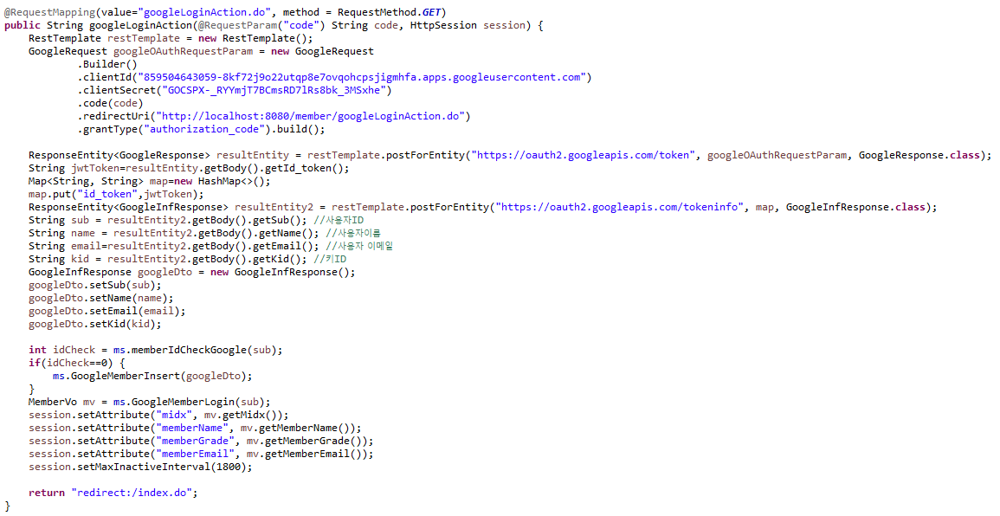 @RequestMapping(value="googleLoginAction.do", method = RequestMethod.GET)
public String googleLoginAction(@RequestParam("code") String code, HttpSession session) {
    RestTemplate restTemplate = new RestTemplate();
    GoogleRequest googleOAuthRequestParam = new GoogleRequest
            .Builder()
            .clientId("859504643059-8kf72j9o22utqp8e7ovqohcpsjigmhfa.apps.googleusercontent.com")
            .clientSecret("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")
            .code(code)
            .redirectUri("http://localhost:8080/member/googleLoginAction.do")
            .grantType("authorization_code").build();
    ResponseEntity<GoogleResponse> resultEntity = restTemplate.postForEntity("https://oauth2.googleapis.com/token", googleOAuthRequestParam, GoogleResponse.class);
    String jwtToken=resultEntity.getBody().getId_token();
    Map<String, String> map=new HashMap<>();
    map.put("id_token",jwtToken);
    ResponseEntity<GoogleInfResponse> resultEntity2 = restTemplate.postForEntity("https://oauth2.googleapis.com/tokeninfo", map, GoogleInfResponse.class);
    String sub = resultEntity2.getBody().getSub(); //사용자ID
    String name = resultEntity2.getBody().getName(); //사용자이름
    String email=resultEntity2.getBody().getEmail(); //사용자 이메일
    String kid = resultEntity2.getBody().getKid(); //키ID
    GoogleInfResponse googleDto = new GoogleInfResponse();
    googleDto.setSub(sub);
    googleDto.setName(name);
    googleDto.setEmail(email);
    googleDto.setKid(kid);
    int idCheck = ms.memberIdCheckGoogle(sub);
    if(idCheck==0) {
        ms.GoogleMemberInsert(googleDto);
    }
    MemberVo mv = ms.GoogleMemberLogin(sub);
    session.setAttribute("midx", mv.getMidx());
    session.setAttribute("memberName", mv.getMemberName());
    session.setAttribute("memberGrade", mv.getMemberGrade());
    session.setAttribute("memberEmail", mv.getMemberEmail());
    session.setMaxInactiveInterval(1800);
    return "redirect:/index.do";
}